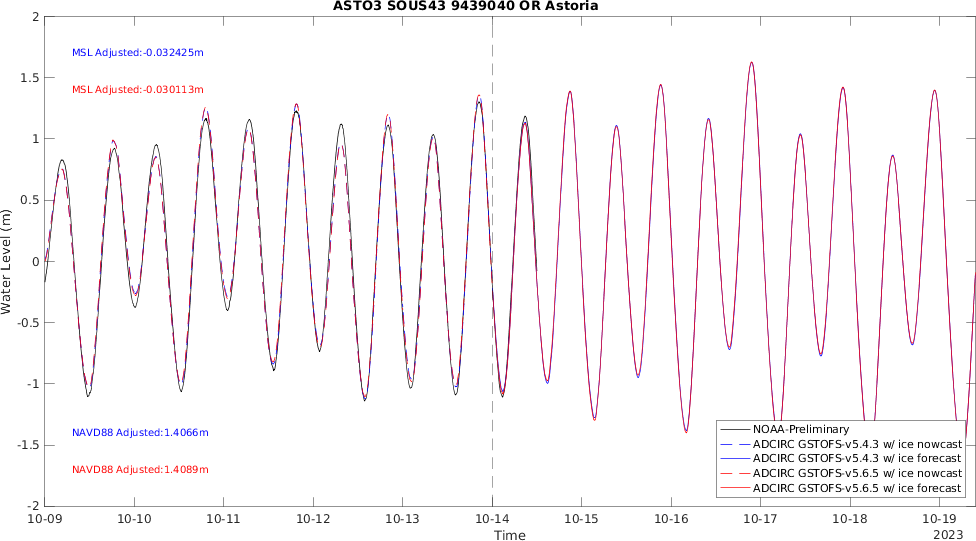 ASTO3 SOUS43 9439040 OR Astoria
2
1.5
1
0.5
0
-0.5
-1
-1.5
-2
Water Level (m)
MSL Adjusted:-0.032425m
MSL Adjusted:-0.030113m
NAVD88 Adjusted:1.4066m
NAVD88 Adjusted:1.4089m
NOAA-Preliminary
ADCIRC GSTOFS-v5.4.3 w/ ice nowcast
ADCIRC GSTOFS-v5.4.3 w/ ice forecast
ADCIRC GSTOFS-v5.6.5 w/ ice nowcast
ADCIRC GSTOFS-v5.6.5 w/ ice forecast
10-09 10-10 10-11 10-12 10-13 10-14 10-15 10-16 10-17 10-18 10-19
Time
2023